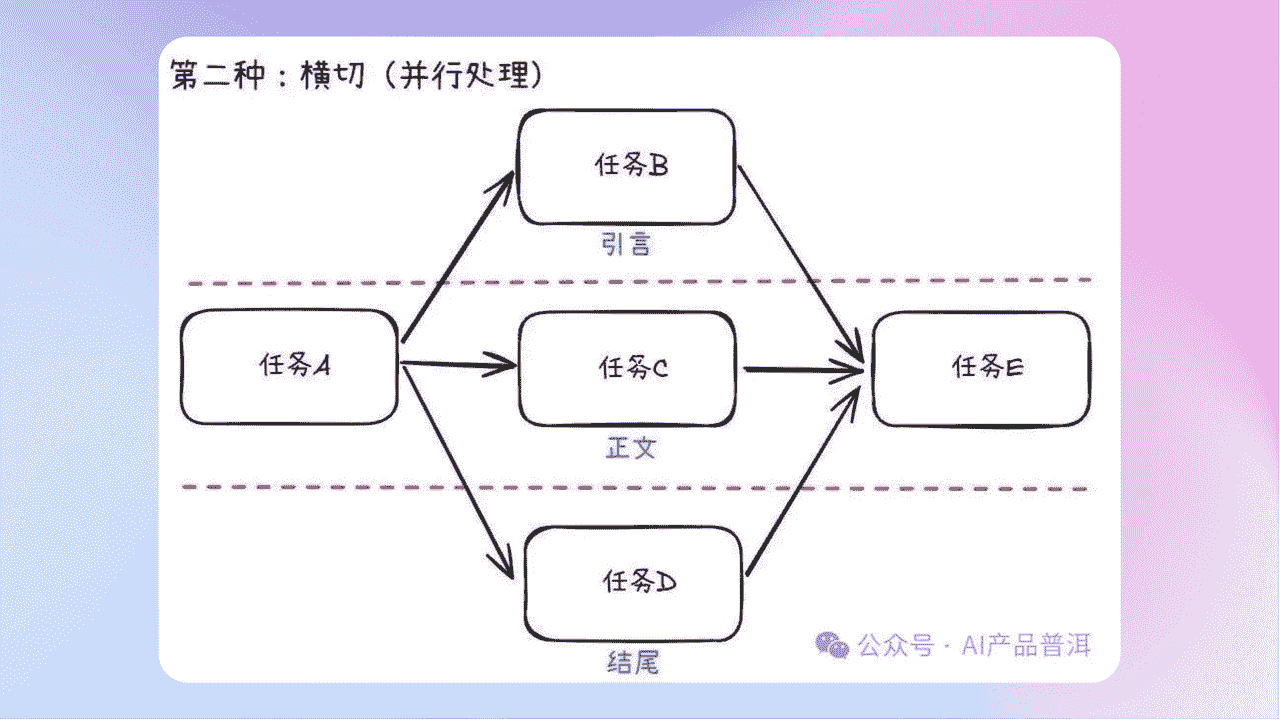 第二种：横切（并行处理）
任务B
引言
任务A
任务C
任务E
正文
任务D
结尾
公众号 · AI产品普洱